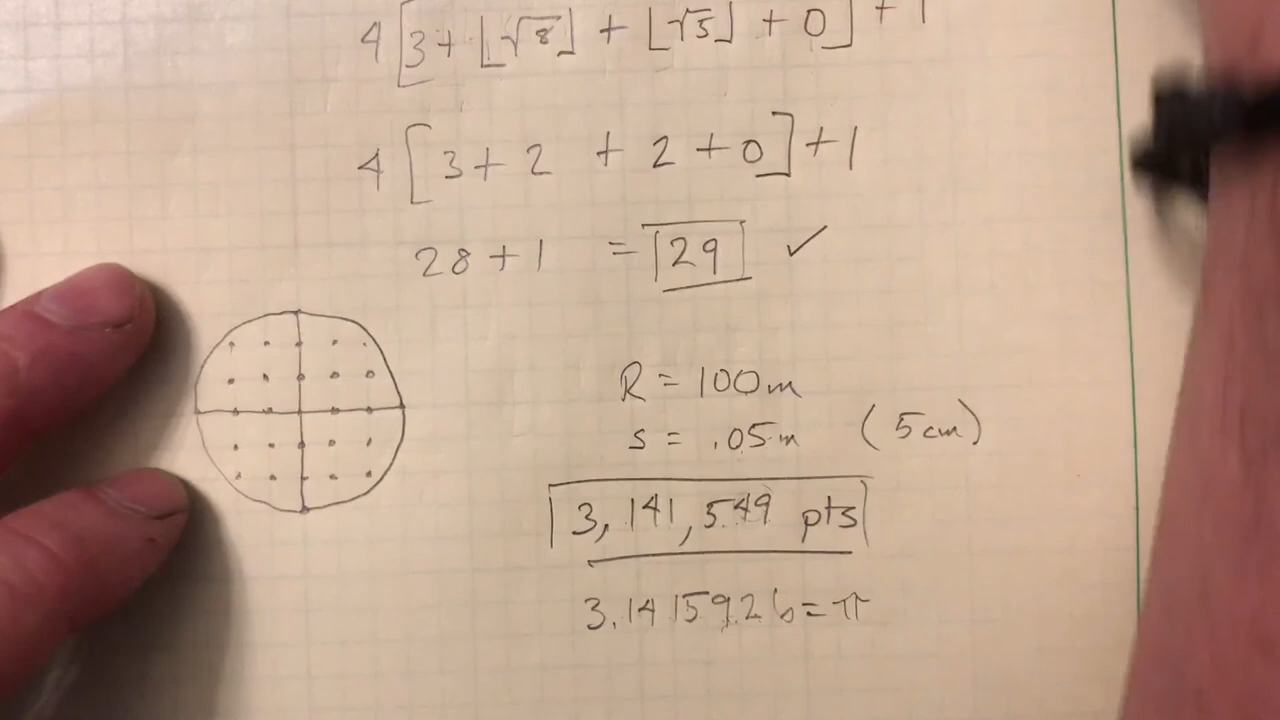 4[3+⌊√8⌋ + ⌊√5⌋ + 0] + 1
4[3+2 + 2+0]+1
28+1 = 29 ✓
R = 100m
s = .05m (5cm)
3,141,549 pts
3.1415926=π